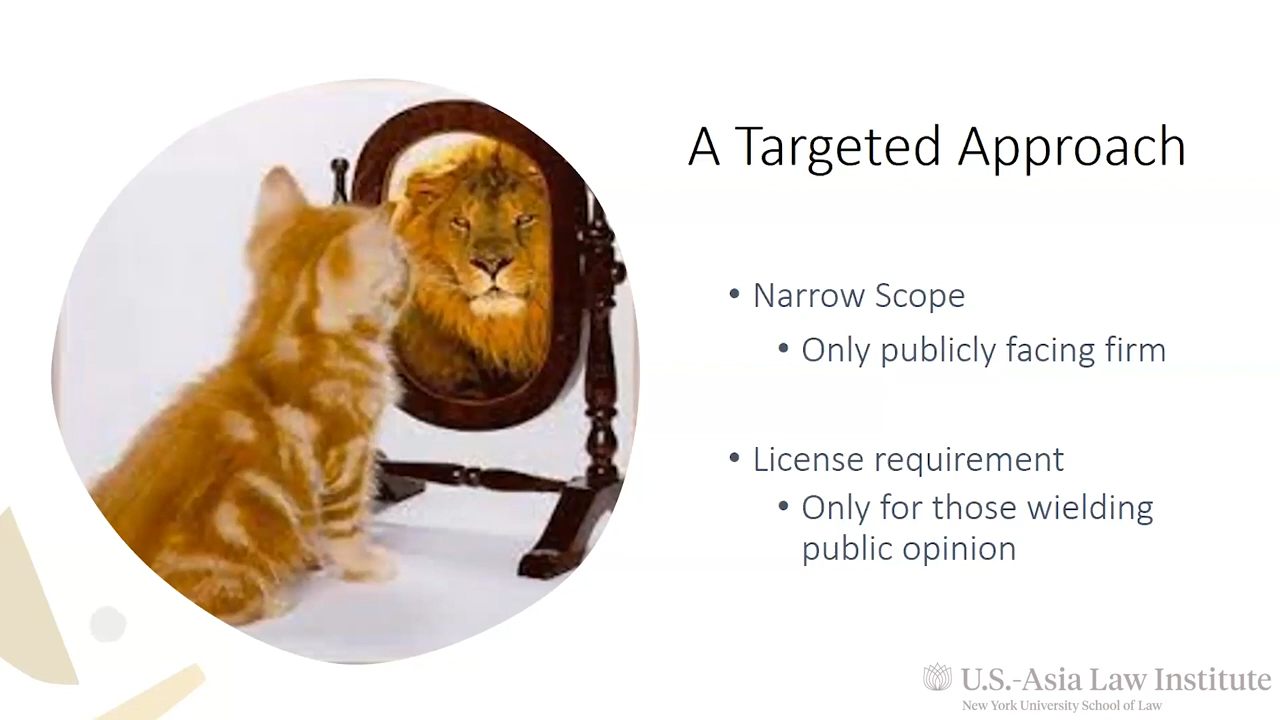 A Targeted Approach
• Narrow Scope
• Only publicly facing firm
• License requirement
• Only for those wielding
public opinion
U.S.-Asia Law Institute
New York University School of Law